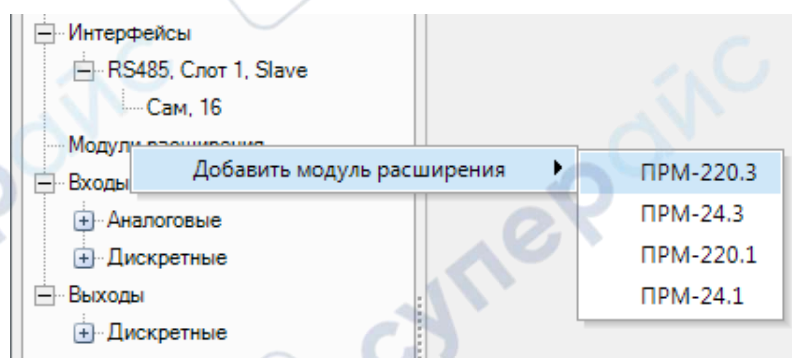 Интерфейсы
RS485, Слот 1, Slave
Сам, 16
Модули расширения
Добавить модуль расширения
ПРМ-220.3
ПРМ-24.3
ПРМ-220.1
ПРМ-24.1
Входы
Аналоговые
Дискретные
Выходы
Дискретные
суперайс